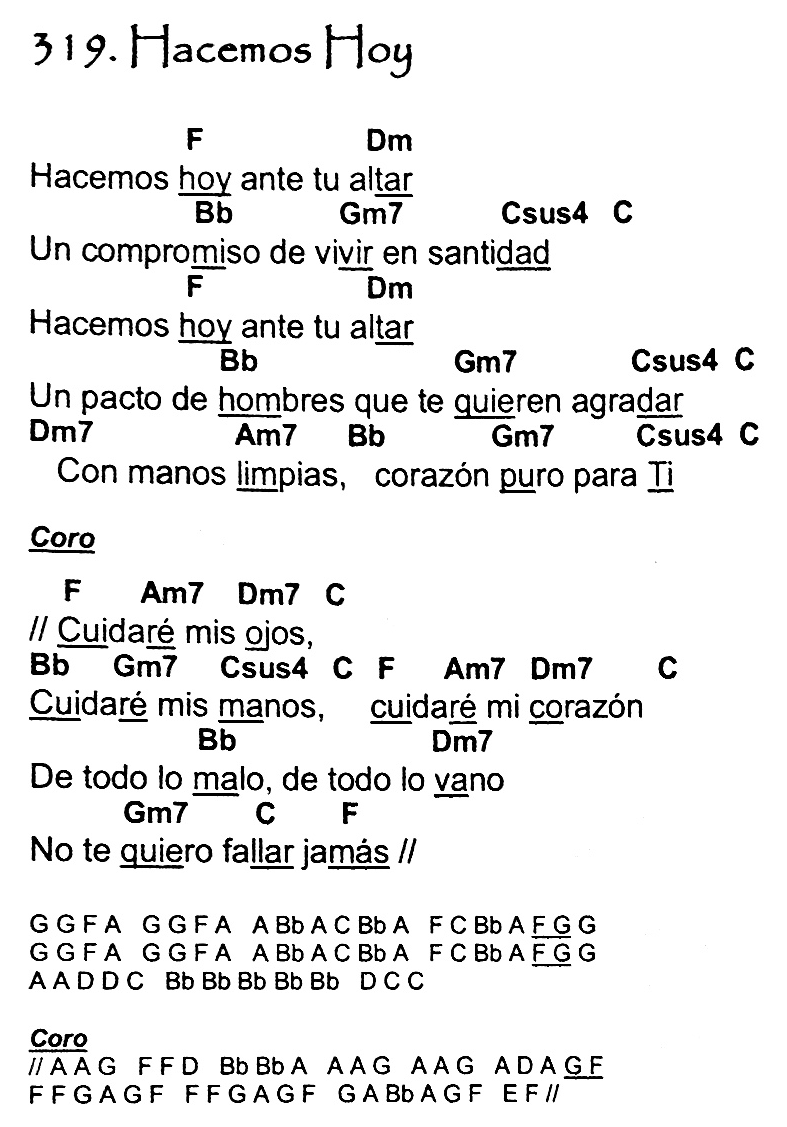 319. Hacemos Hoy
F Dm
Hacemos hoy ante tu altar
Bb Gm7 Csus4 C
Un compromiso de vivir en santidad
F Dm
Hacemos hoy ante tu altar
Bb Gm7 Csus4 C
Un pacto de hombres que te quieren agradar
Dm7 Am7 Bb Gm7 Csus4 C
Con manos limpias, corazón puro para Ti
Coro
F Am7 Dm7 C
// Cuidaré mis ojos,
Bb Gm7 Csus4 C F Am7 Dm7 C
Cuidaré mis manos, cuidaré mi corazón
Bb Dm7
De todo lo malo, de todo lo vano
Gm7 C F
No te quiero fallar jamás //
G G F A G G F A A Bb A C Bb A F C Bb A F G G
G G F A G G F A A Bb A C Bb A F C Bb A F G G
A A D D C Bb Bb Bb Bb Bb D C C
Coro
// A A G F F D Bb Bb A A A G A A G A D A G F
F F G A G F F F G A G F G A Bb A G F E F //